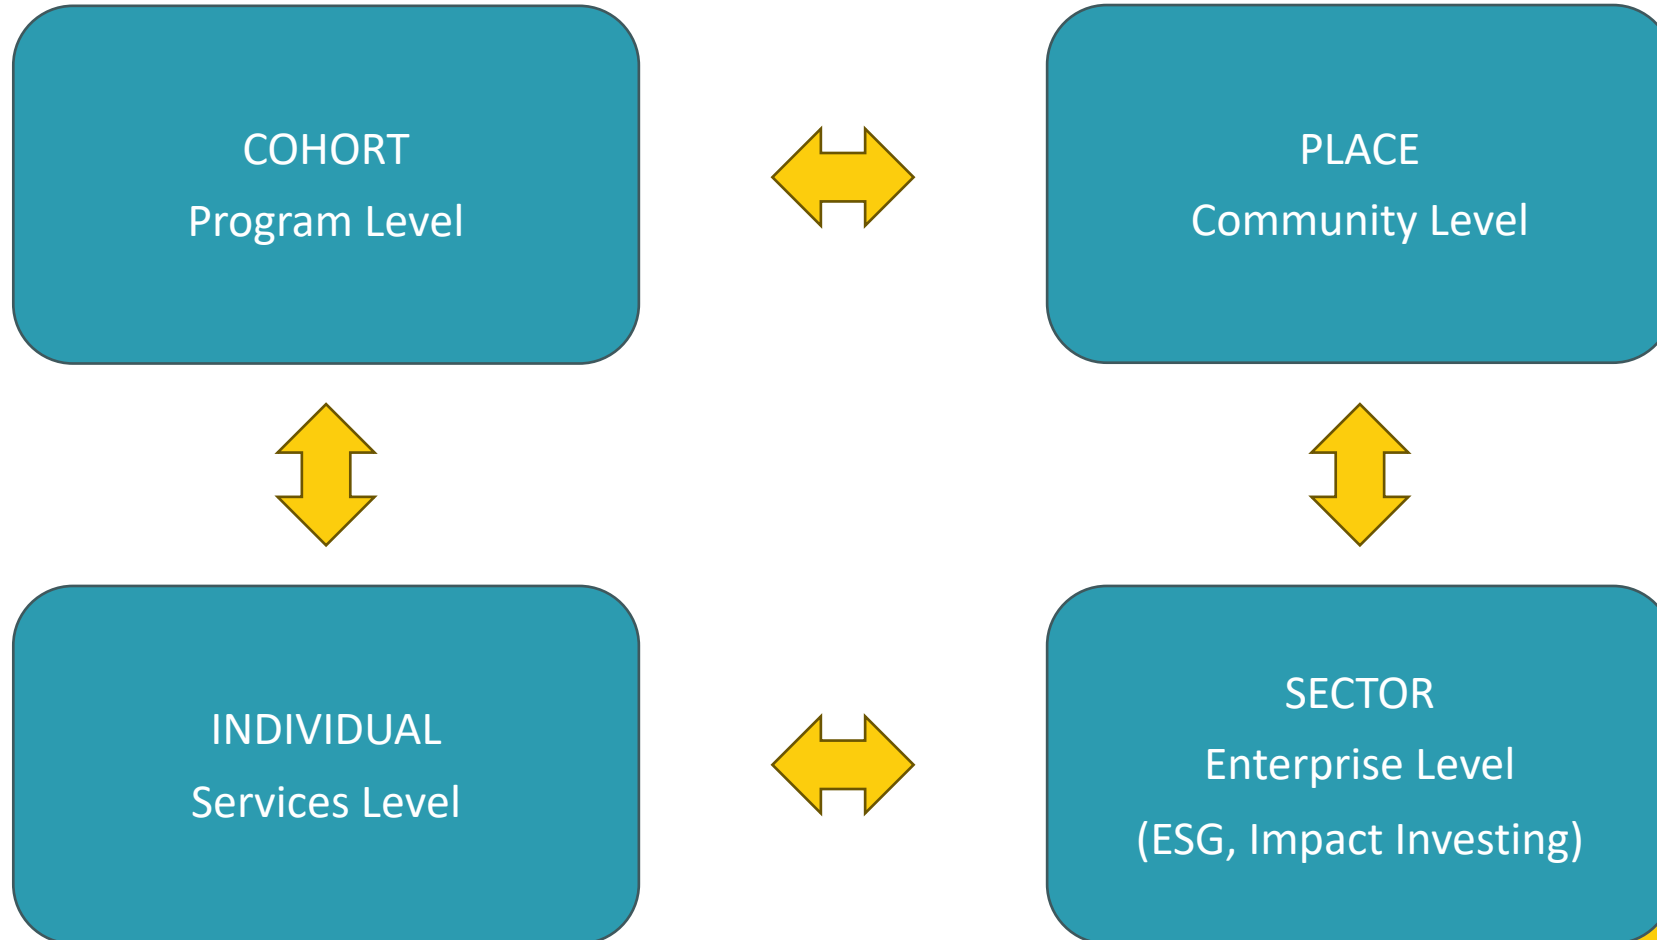 COHORT
Program Level
PLACE
Community Level
INDIVIDUAL
Services Level
SECTOR
Enterprise Level
(ESG, Impact Investing)